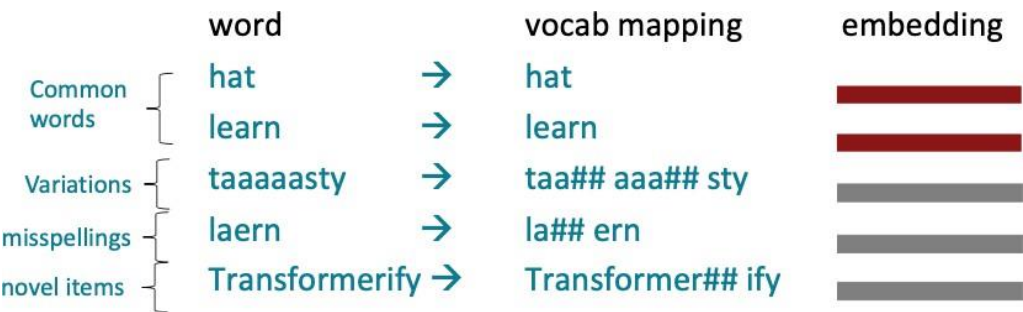 word vocab mapping embedding
Common words hat → hat
learn → learn
Variations taaaaasty → taa## aaa## sty
misspellings laern → la## ern
novel items Transformerify → Transformer## ify